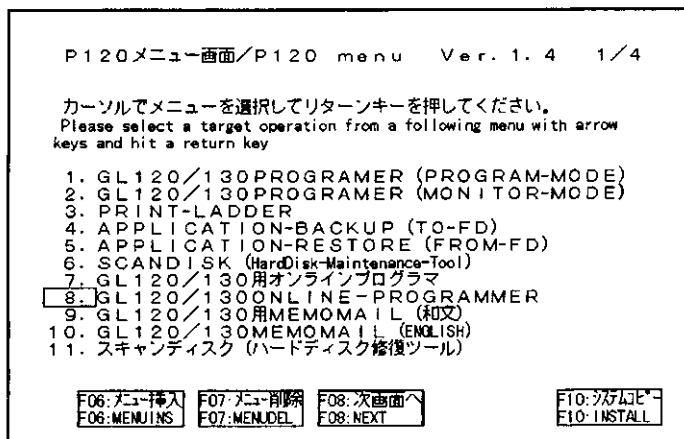 P120メニュー画面/P120 menu Ver. 1. 4 1/4
カーソルでメニューを選択してリターンキーを押してください。
Please select a target operation from a following menu with arrow
keys and hit a return key
1. GL120/130PROGRAMER (PROGRAM-MODE)
2. GL120/130PROGRAMER (MONITOR-MODE)
3. PRINT-LADDER
4. APPLICATION-BACKUP (TO-FD)
5. APPLICATION-RESTORE (FROM-FD)
6. SCANDISK (HardDisk-Maintenance-Tool)
7. GL120/130用オンラインプログラマ
8. GL120/130ONLINE-PROGRAMMER
9. GL120/130用MEMOMAIL (和文)
10. GL120/130MEMOMAIL (ENGLISH)
11. スキャンディスク (ハードディスク修復ツール)
F06:メニュー挿入 F07:メニュー削除 F08:次画面へ F10:システムコピー
F06:MENUINS F07:MENUDEL F08:NEXT F10:INSTALL